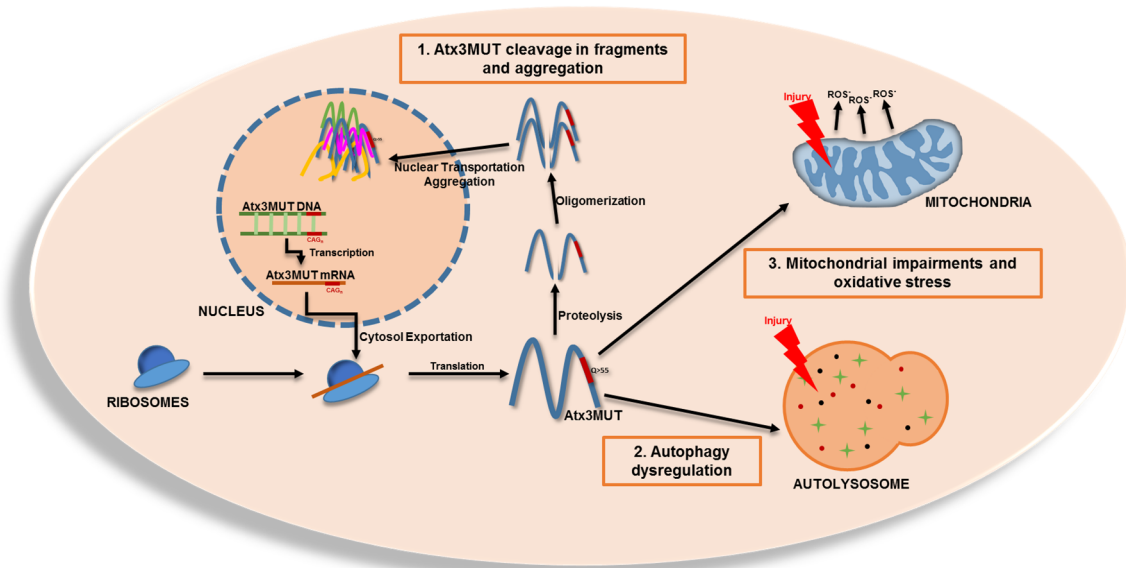 1. Atx3MUT cleavage in fragments
and aggregation
Injury
ROS-
ROS-
ROS-
Q>55
Nuclear Transportation
Aggregation
MITOCHONDRIA
Oligomerization
Atx3MUT DNA
CAGn
Transcription
Atx3MUT mRNA
CAGn
3. Mitochondrial impairments and
oxidative stress
NUCLEUS
Proteolysis
Cytosol Exportation
Injury
RIBOSOMES
Translation
Q>55
Atx3MUT
2. Autophagy
dysregulation
AUTOLYSOSOME